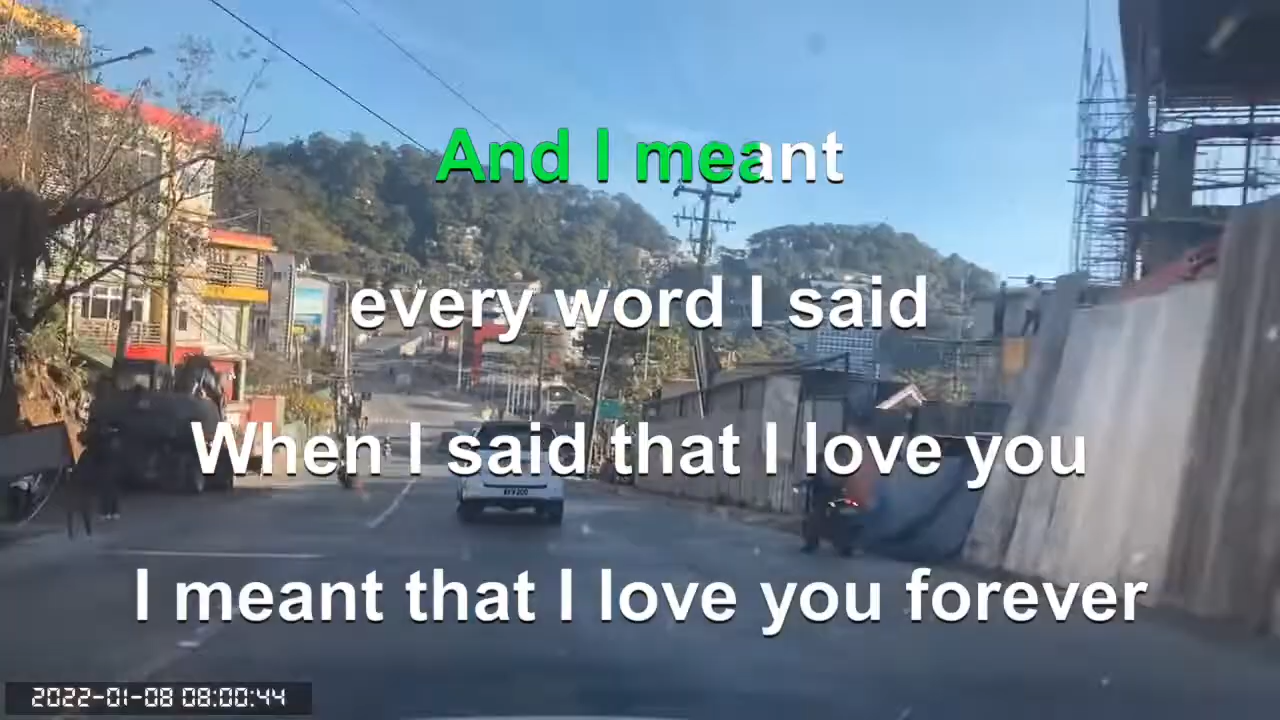 And I meant
every word I said
When I said that I love you
I meant that I love you forever
2022-01-08 08:00:44